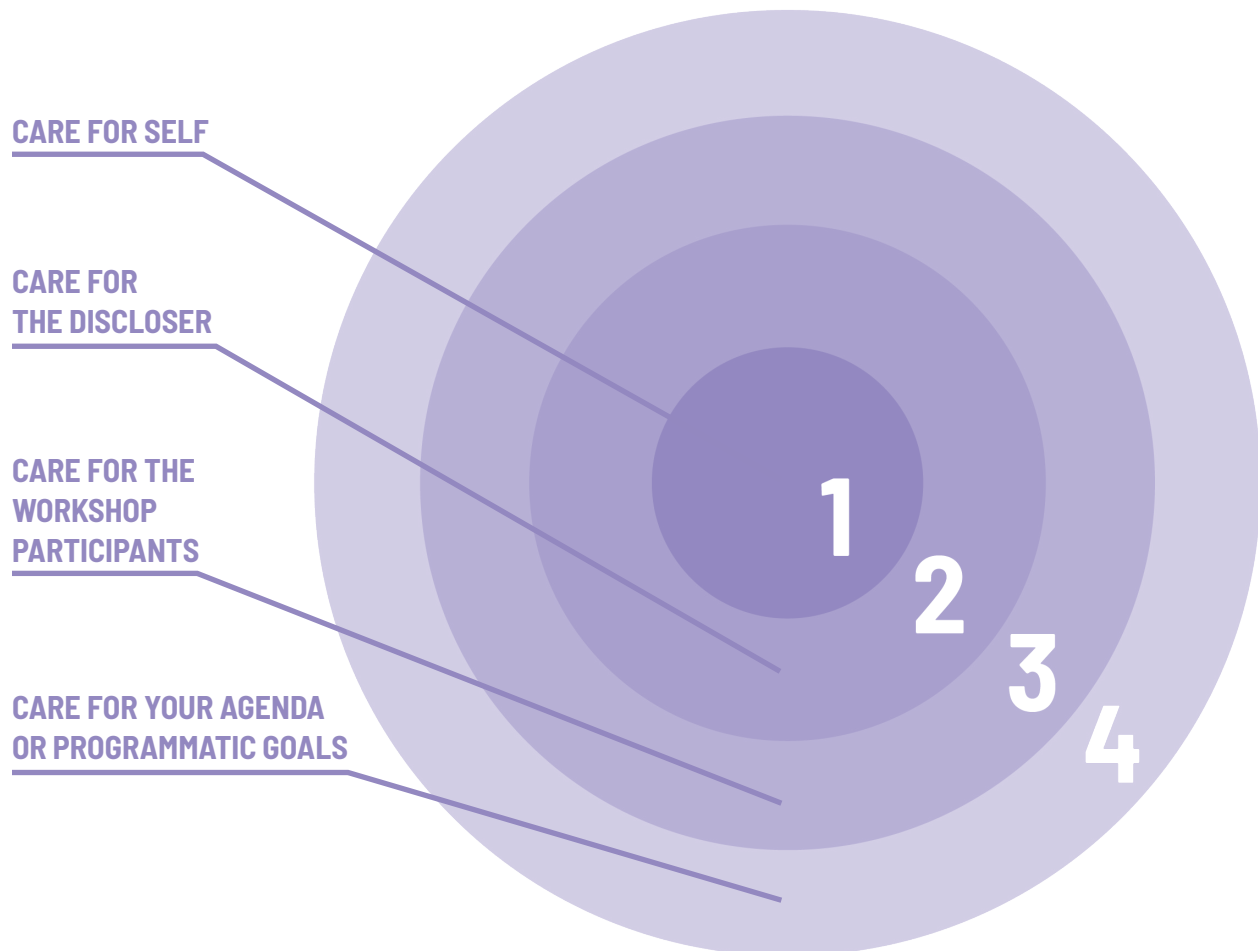 CARE FOR SELF
CARE FOR
THE DISCLOSER
CARE FOR THE
WORKSHOP
PARTICIPANTS
CARE FOR YOUR AGENDA
OR PROGRAMMATIC GOALS
1
2
3
4